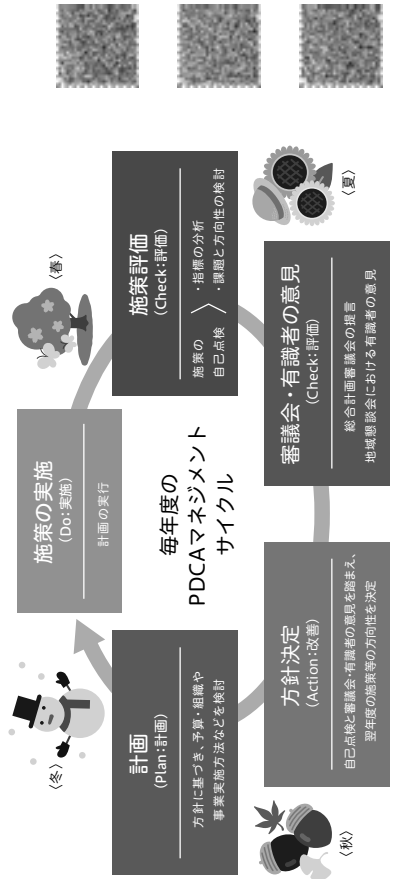 毎年度の
PDCAマネジメント
サイクル
〈春〉
施策の実施
（Do：実施）
計画の実行
施策評価
（Check：評価）
施策の
自己点検
・指標の分析
・課題と方向性の検討
〈夏〉
審議会・有識者の意見
（Check：評価）
総合計画審議会の提言
地域懇談会における有識者の意見
方針決定
（Action：改善）
自己点検と審議会・有識者の意見を踏まえ、
翌年度の施策等の方向性を決定
〈秋〉
計画
（Plan：計画）
方針に基づき、予算・組織や
事業実施方法などを検討
〈冬〉